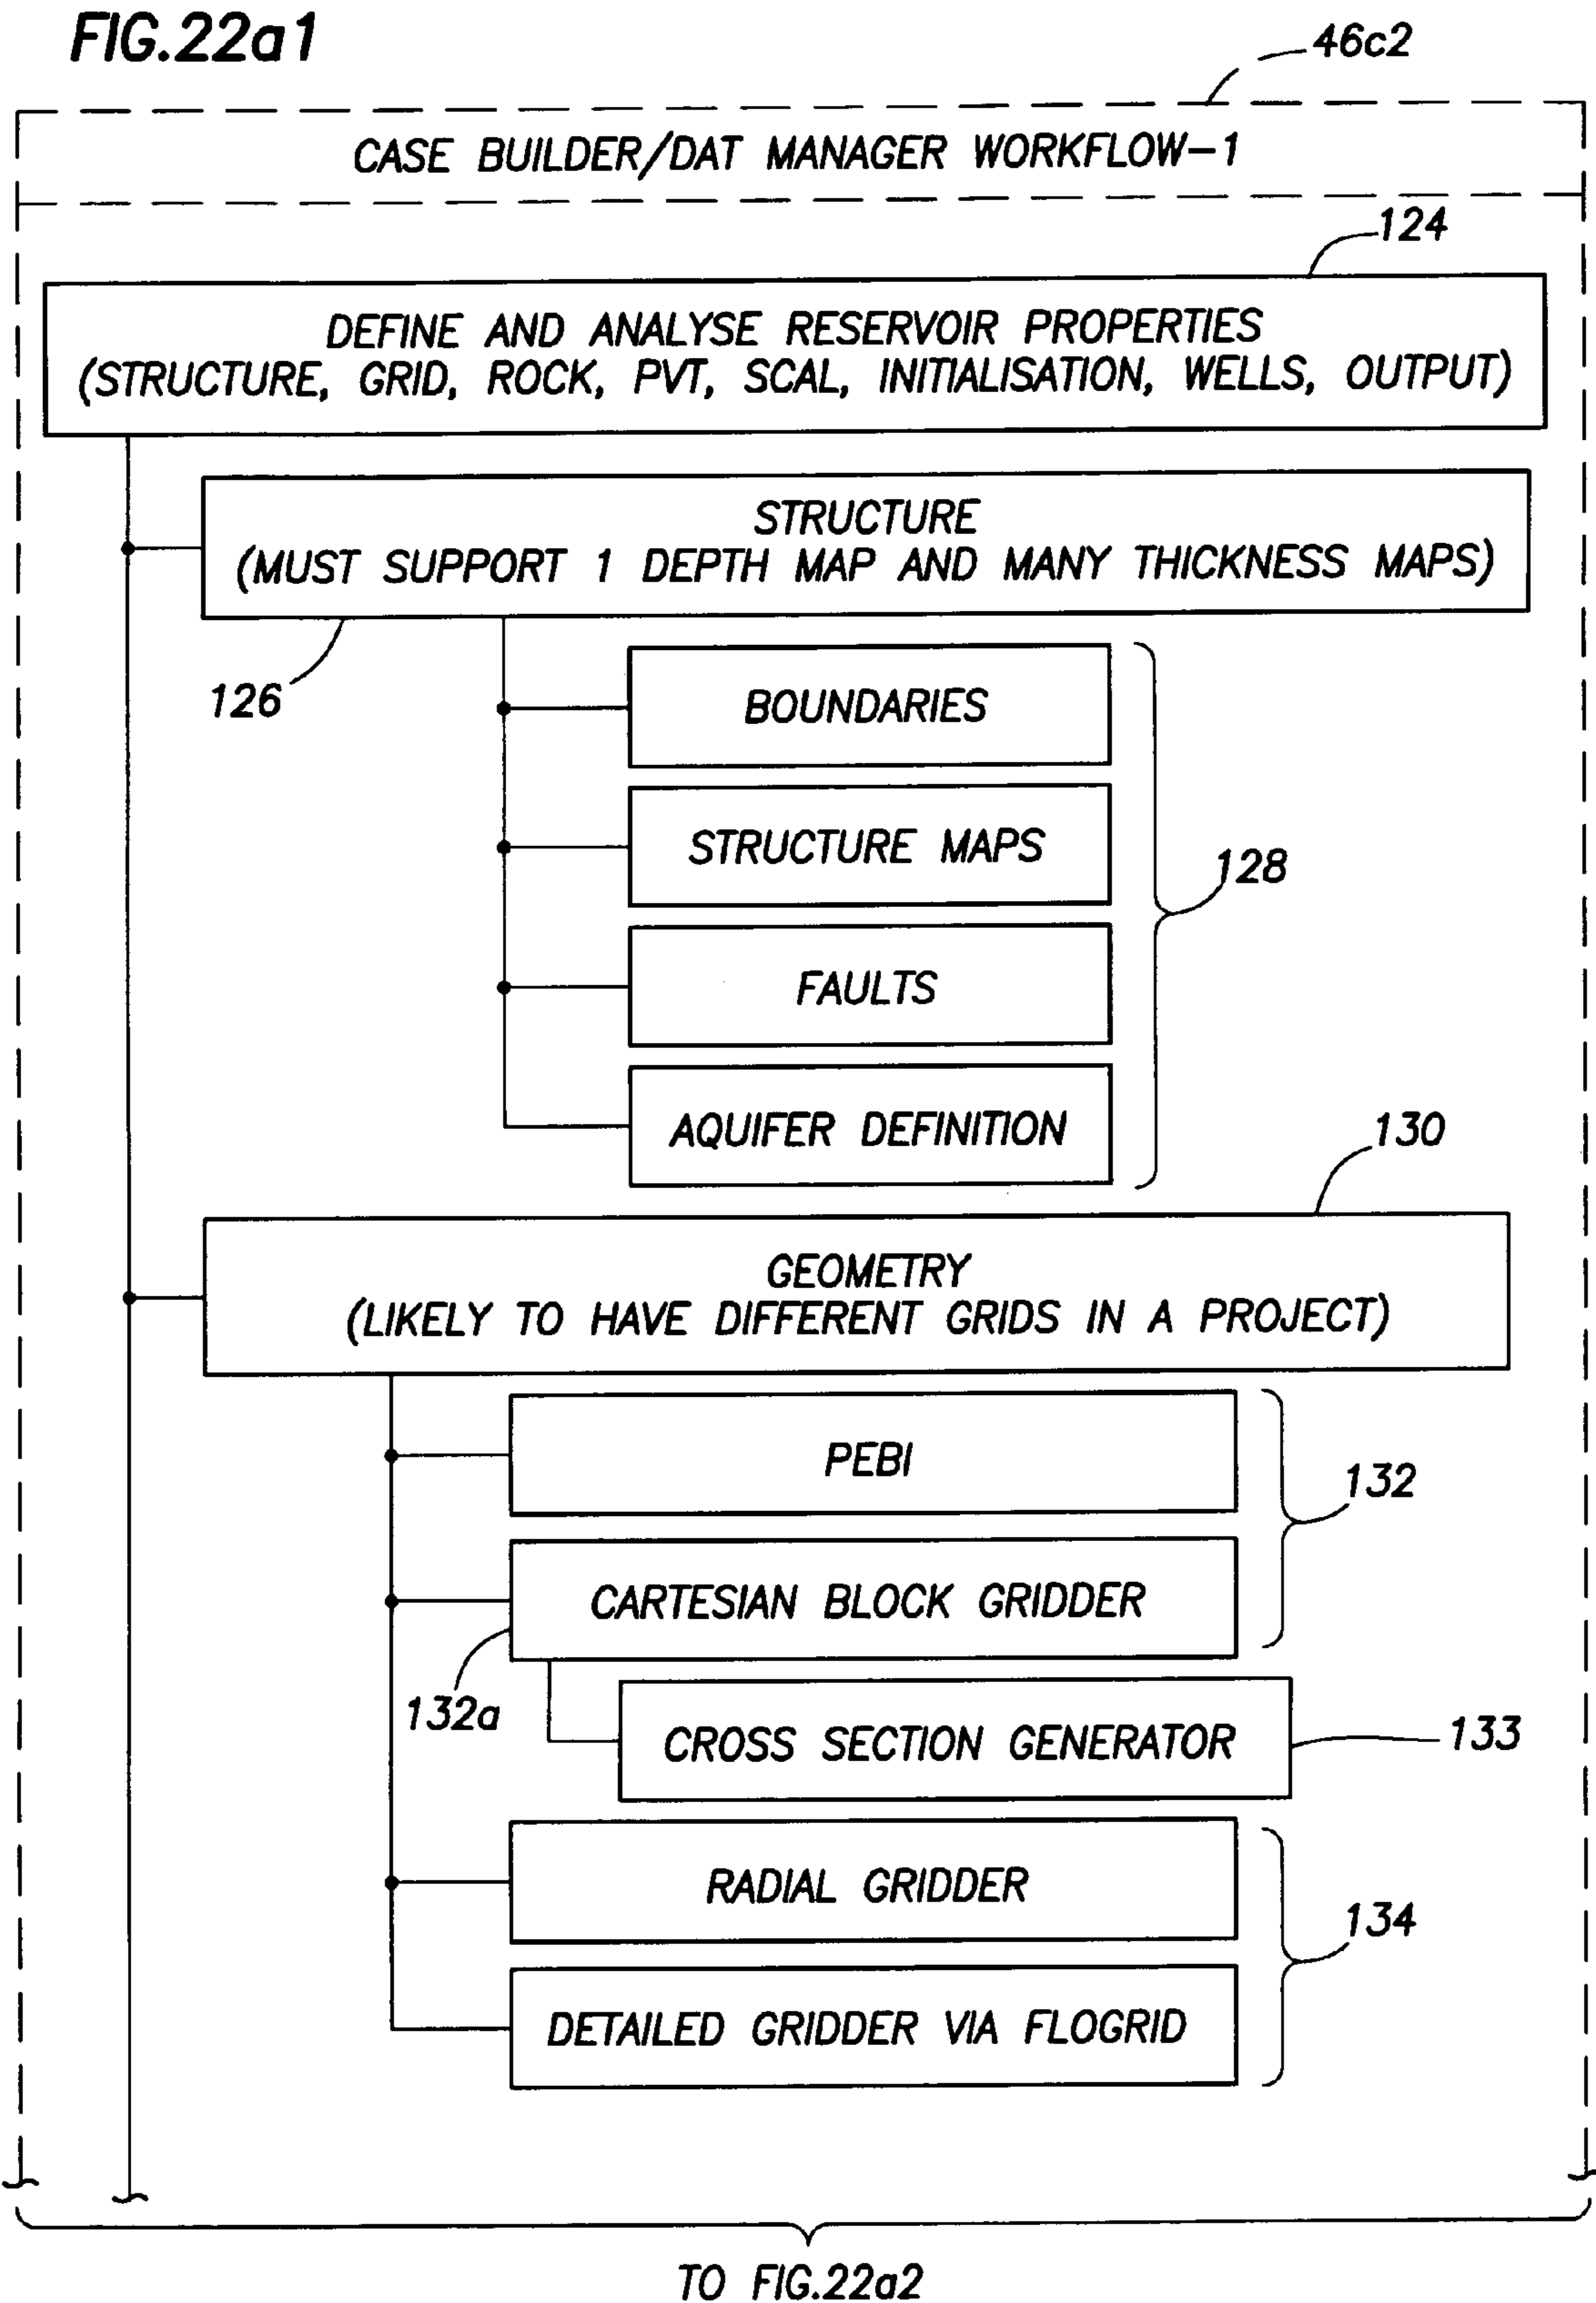 FIG.22a1
46c2
CASE BUILDER/DAT MANAGER WORKFLOW-1
124
DEFINE AND ANALYSE RESERVOIR PROPERTIES
(STRUCTURE, GRID, ROCK, PVT, SCAL, INITIALISATION, WELLS, OUTPUT)
STRUCTURE
(MUST SUPPORT 1 DEPTH MAP AND MANY THICKNESS MAPS)
126
BOUNDARIES
STRUCTURE MAPS
128
FAULTS
AQUIFER DEFINITION
130
GEOMETRY
(LIKELY TO HAVE DIFFERENT GRIDS IN A PROJECT)
PEBI
132
CARTESIAN BLOCK GRIDDER
132a
CROSS SECTION GENERATOR
133
RADIAL GRIDDER
134
DETAILED GRIDDER VIA FLOGRID
TO FIG.22a2